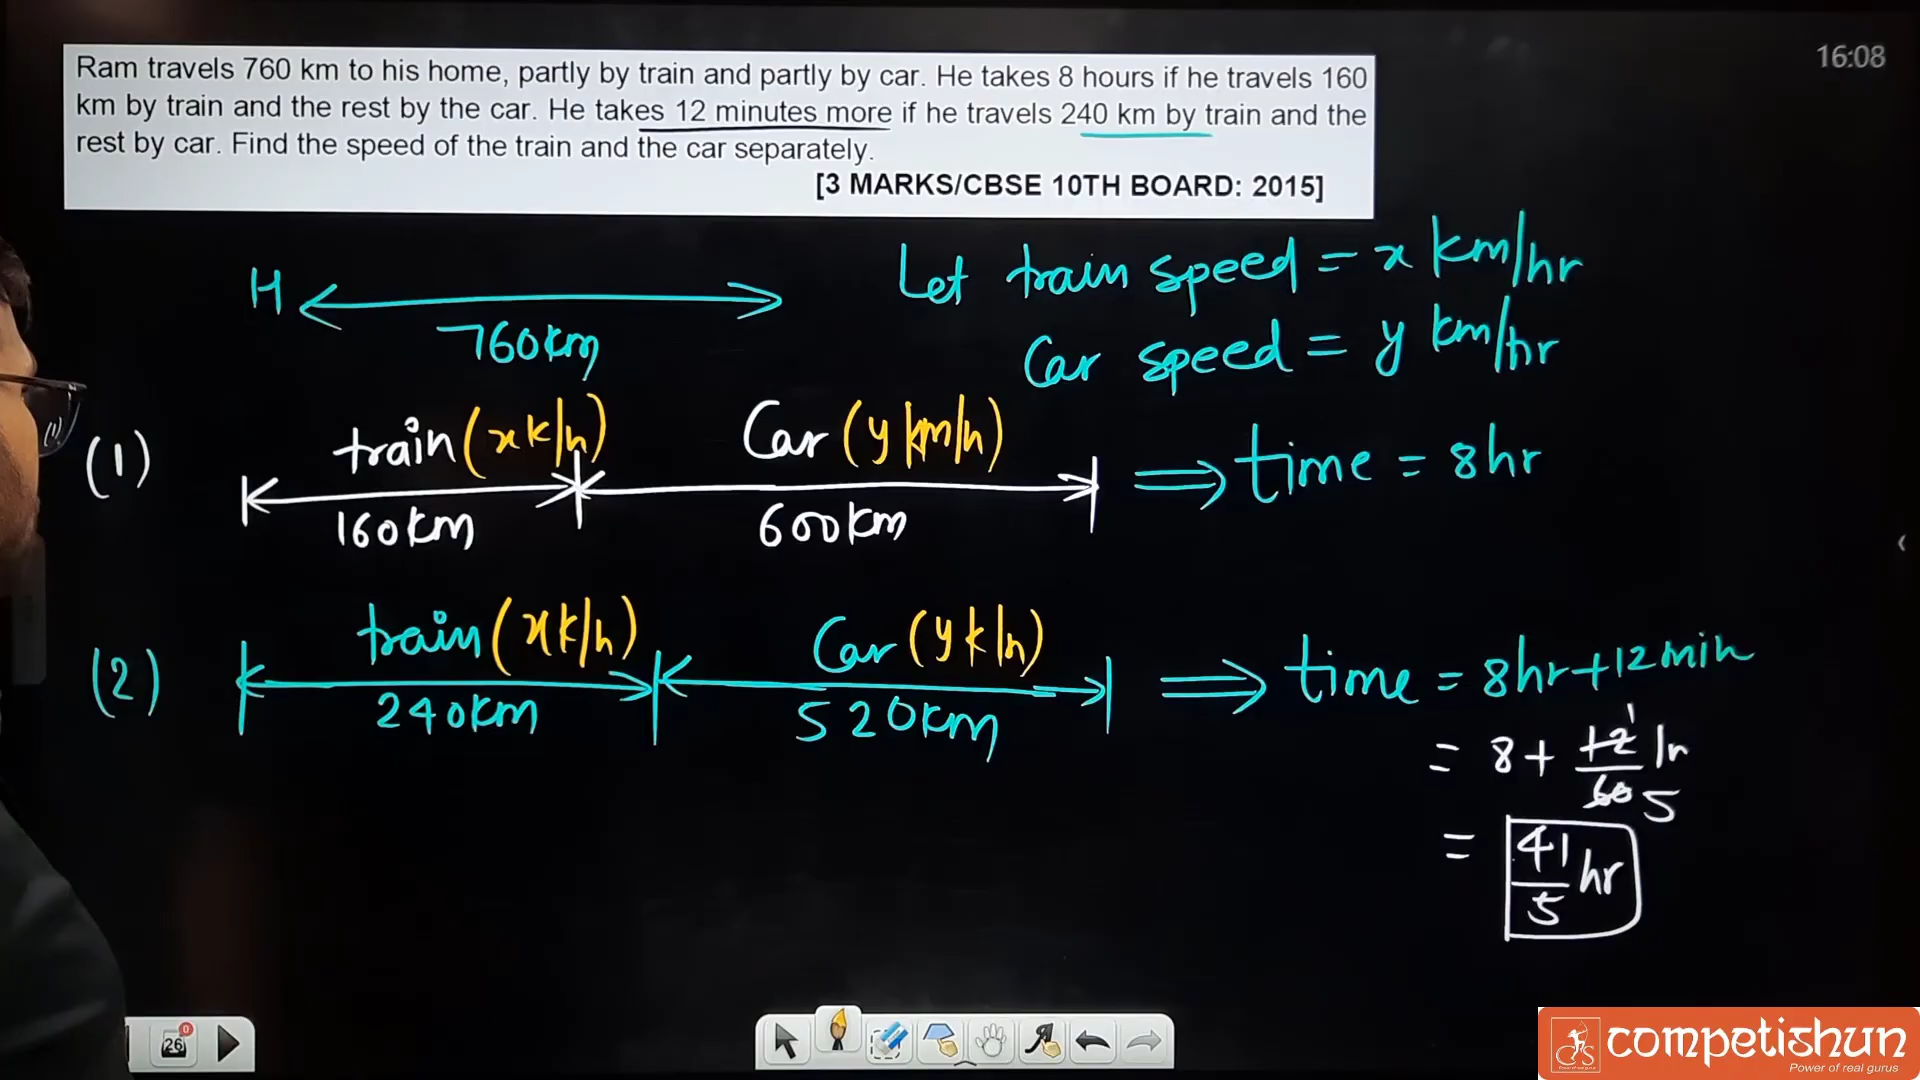 16:08
Ram travels 760 km to his home, partly by train and partly by car. He takes 8 hours if he travels 160
km by train and the rest by the car. He takes 12 minutes more if he travels 240 km by train and the
rest by car. Find the speed of the train and the car separately.
[3 MARKS/CBSE 10TH BOARD: 2015]
H 760km
Let train speed = x km/hr
Car speed = y km/hr
(1) train (x k/h) Car (y km/h) ⟹ time = 8hr
160km 600km
(2) train (x k/h) Car (y k/h) ⟹ time = 8hr+12min
240km 520km
= 8 + 12/60 hr
1 5
= 41/5 hr
26 0
competishun
Power of real gurus